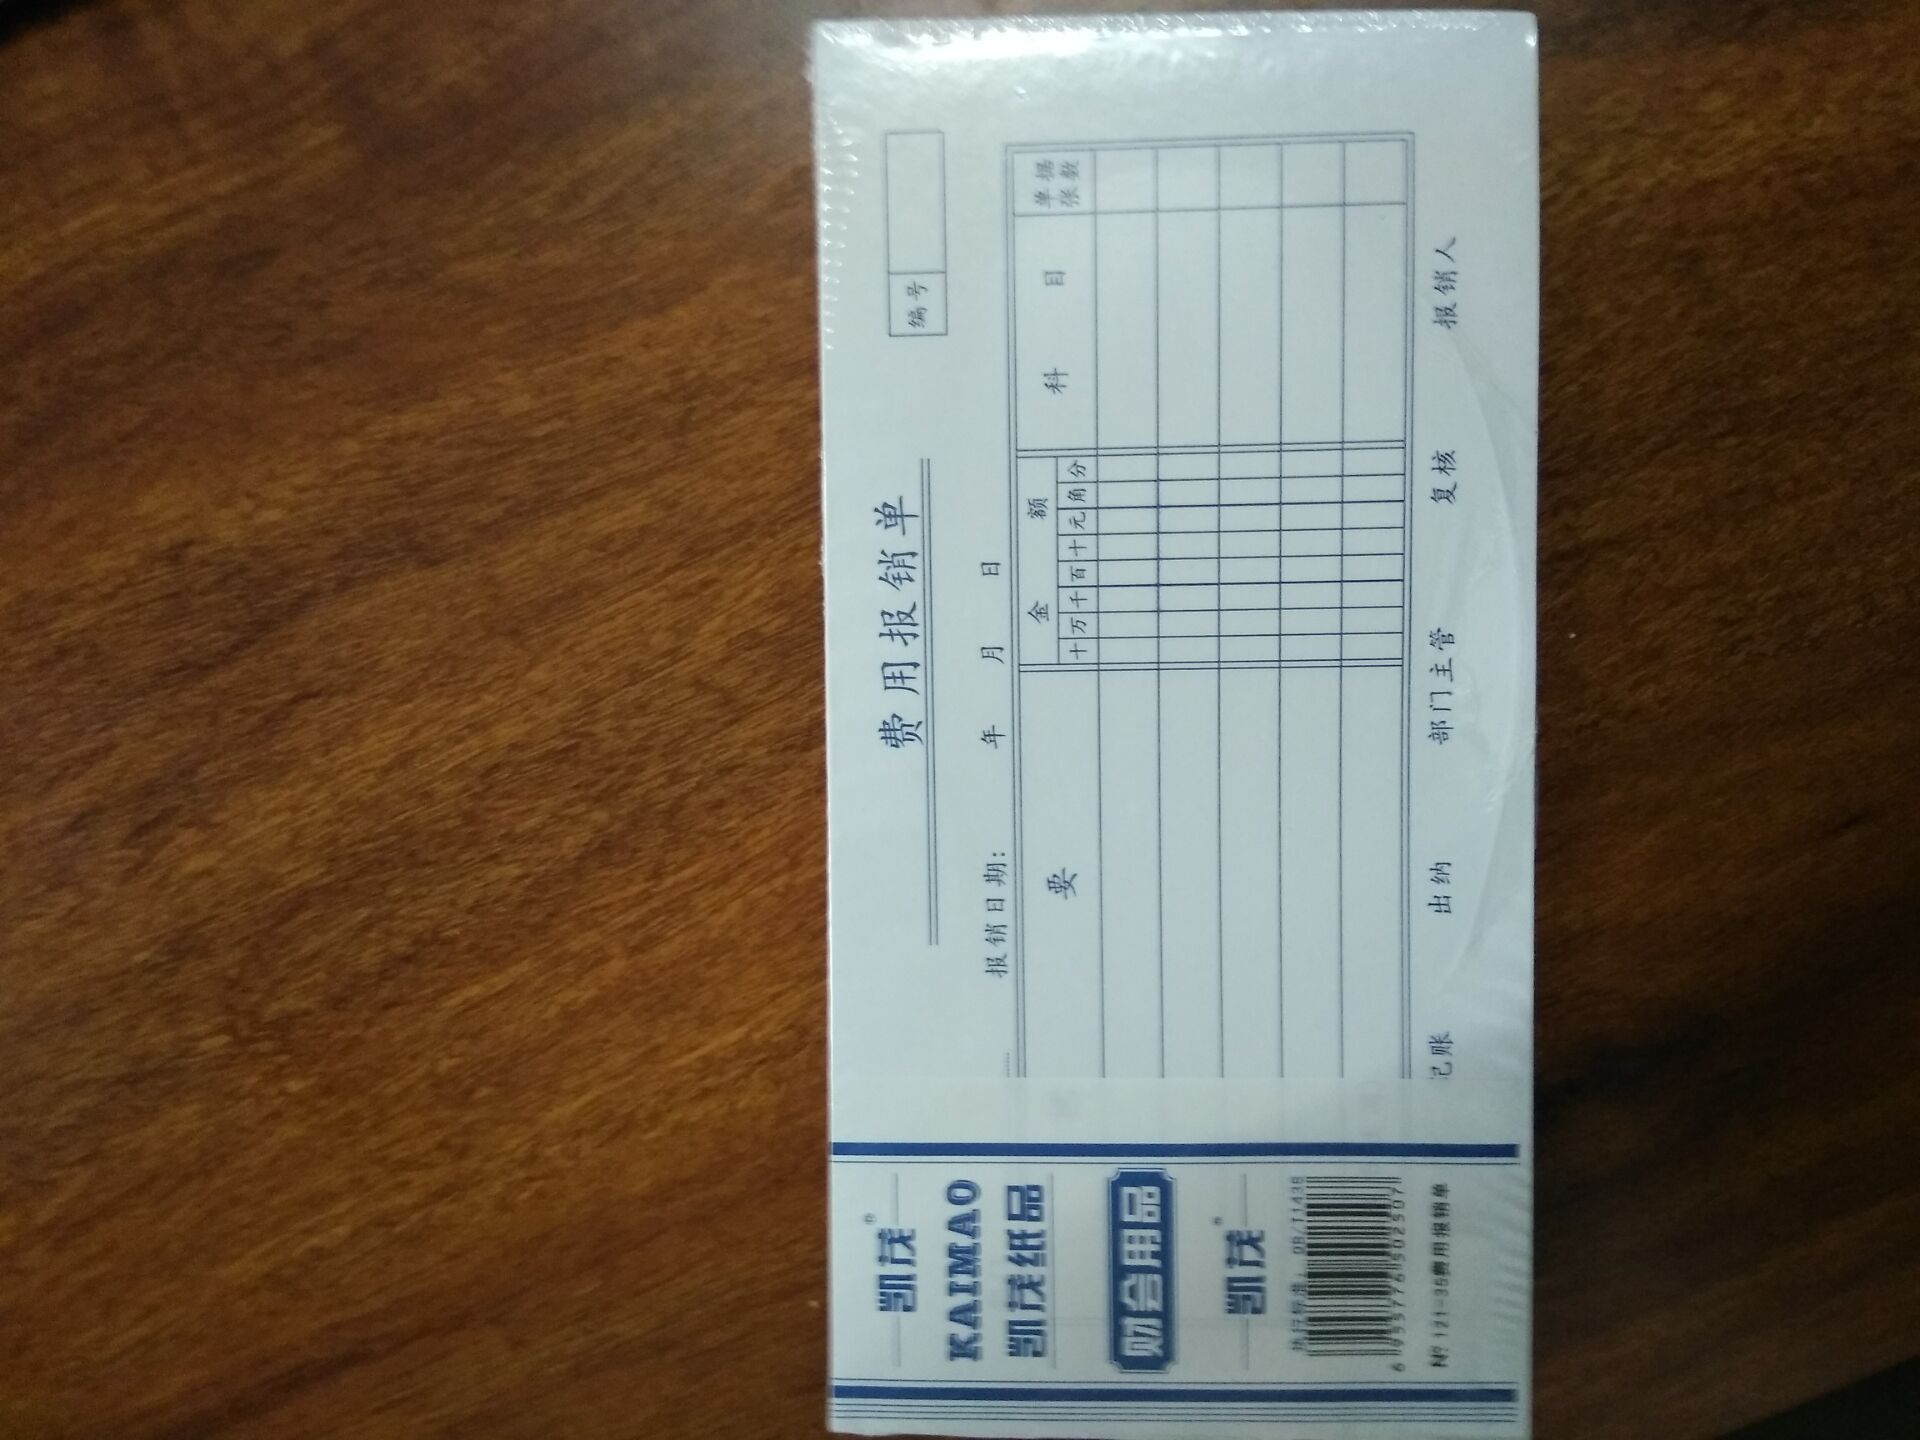 凯茂®
KAIMAO
凯茂纸品
财会用品
凯茂®
执行标准: QB/T1438
6953776502507
№ 121-35费用报销单
费用报销单
编号
报销日期: 年 月 日
要 金额 科目 单据张数
十 万 千 百 十 元 角 分
记账 出纳 部门主管 复核 报销人